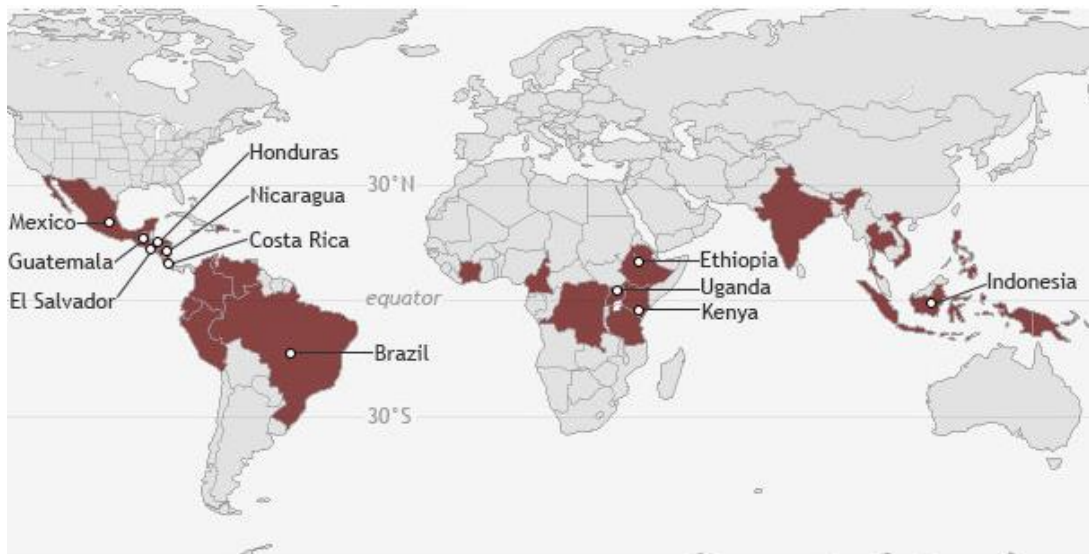 Honduras
30°N
Nicaragua
Mexico
Costa Rica
Guatemala
Ethiopia
El Salvador
equator
Uganda
Indonesia
Kenya
Brazil
30°S